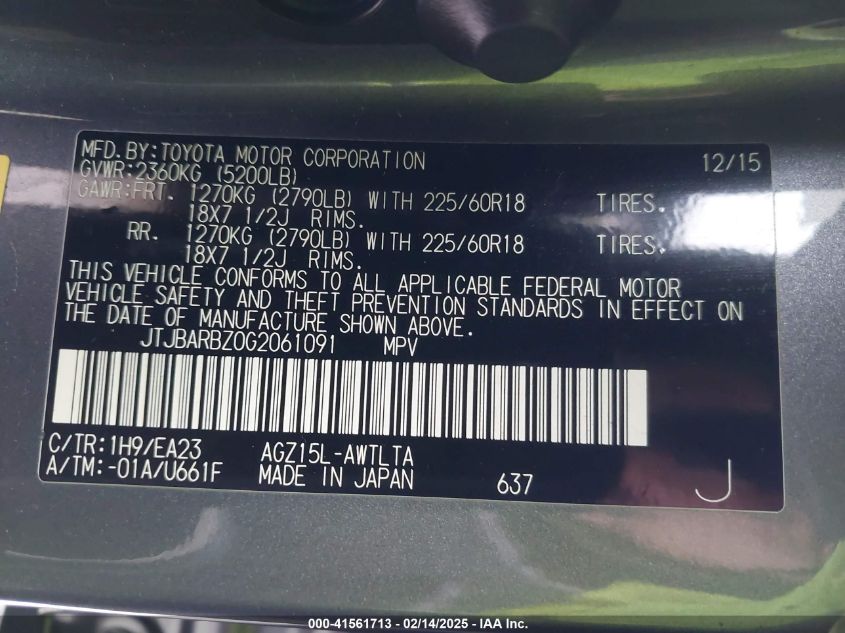 MFD.BY:TOYOTA MOTOR CORPORATION 12/15
GVWR:2360KG (5200LB)
GAWR:FRT. 1270KG (2790LB) WITH 225/60R18 TIRES.
18X7 1/2J RIMS.
RR. 1270KG (2790LB) WITH 225/60R18 TIRES.
18X7 1/2J RIMS.
THIS VEHICLE CONFORMS TO ALL APPLICABLE FEDERAL MOTOR
VEHICLE SAFETY AND THEFT PREVENTION STANDARDS IN EFFECT ON
THE DATE OF MANUFACTURE SHOWN ABOVE.
JTJBARBZ0G2061091 MPV
C/TR:1H9/EA23 AGZ15L-AWTLTA
A/TM:-01A/U661F MADE IN JAPAN 637 J
000-41561713 - 02/14/2025 - IAA Inc.